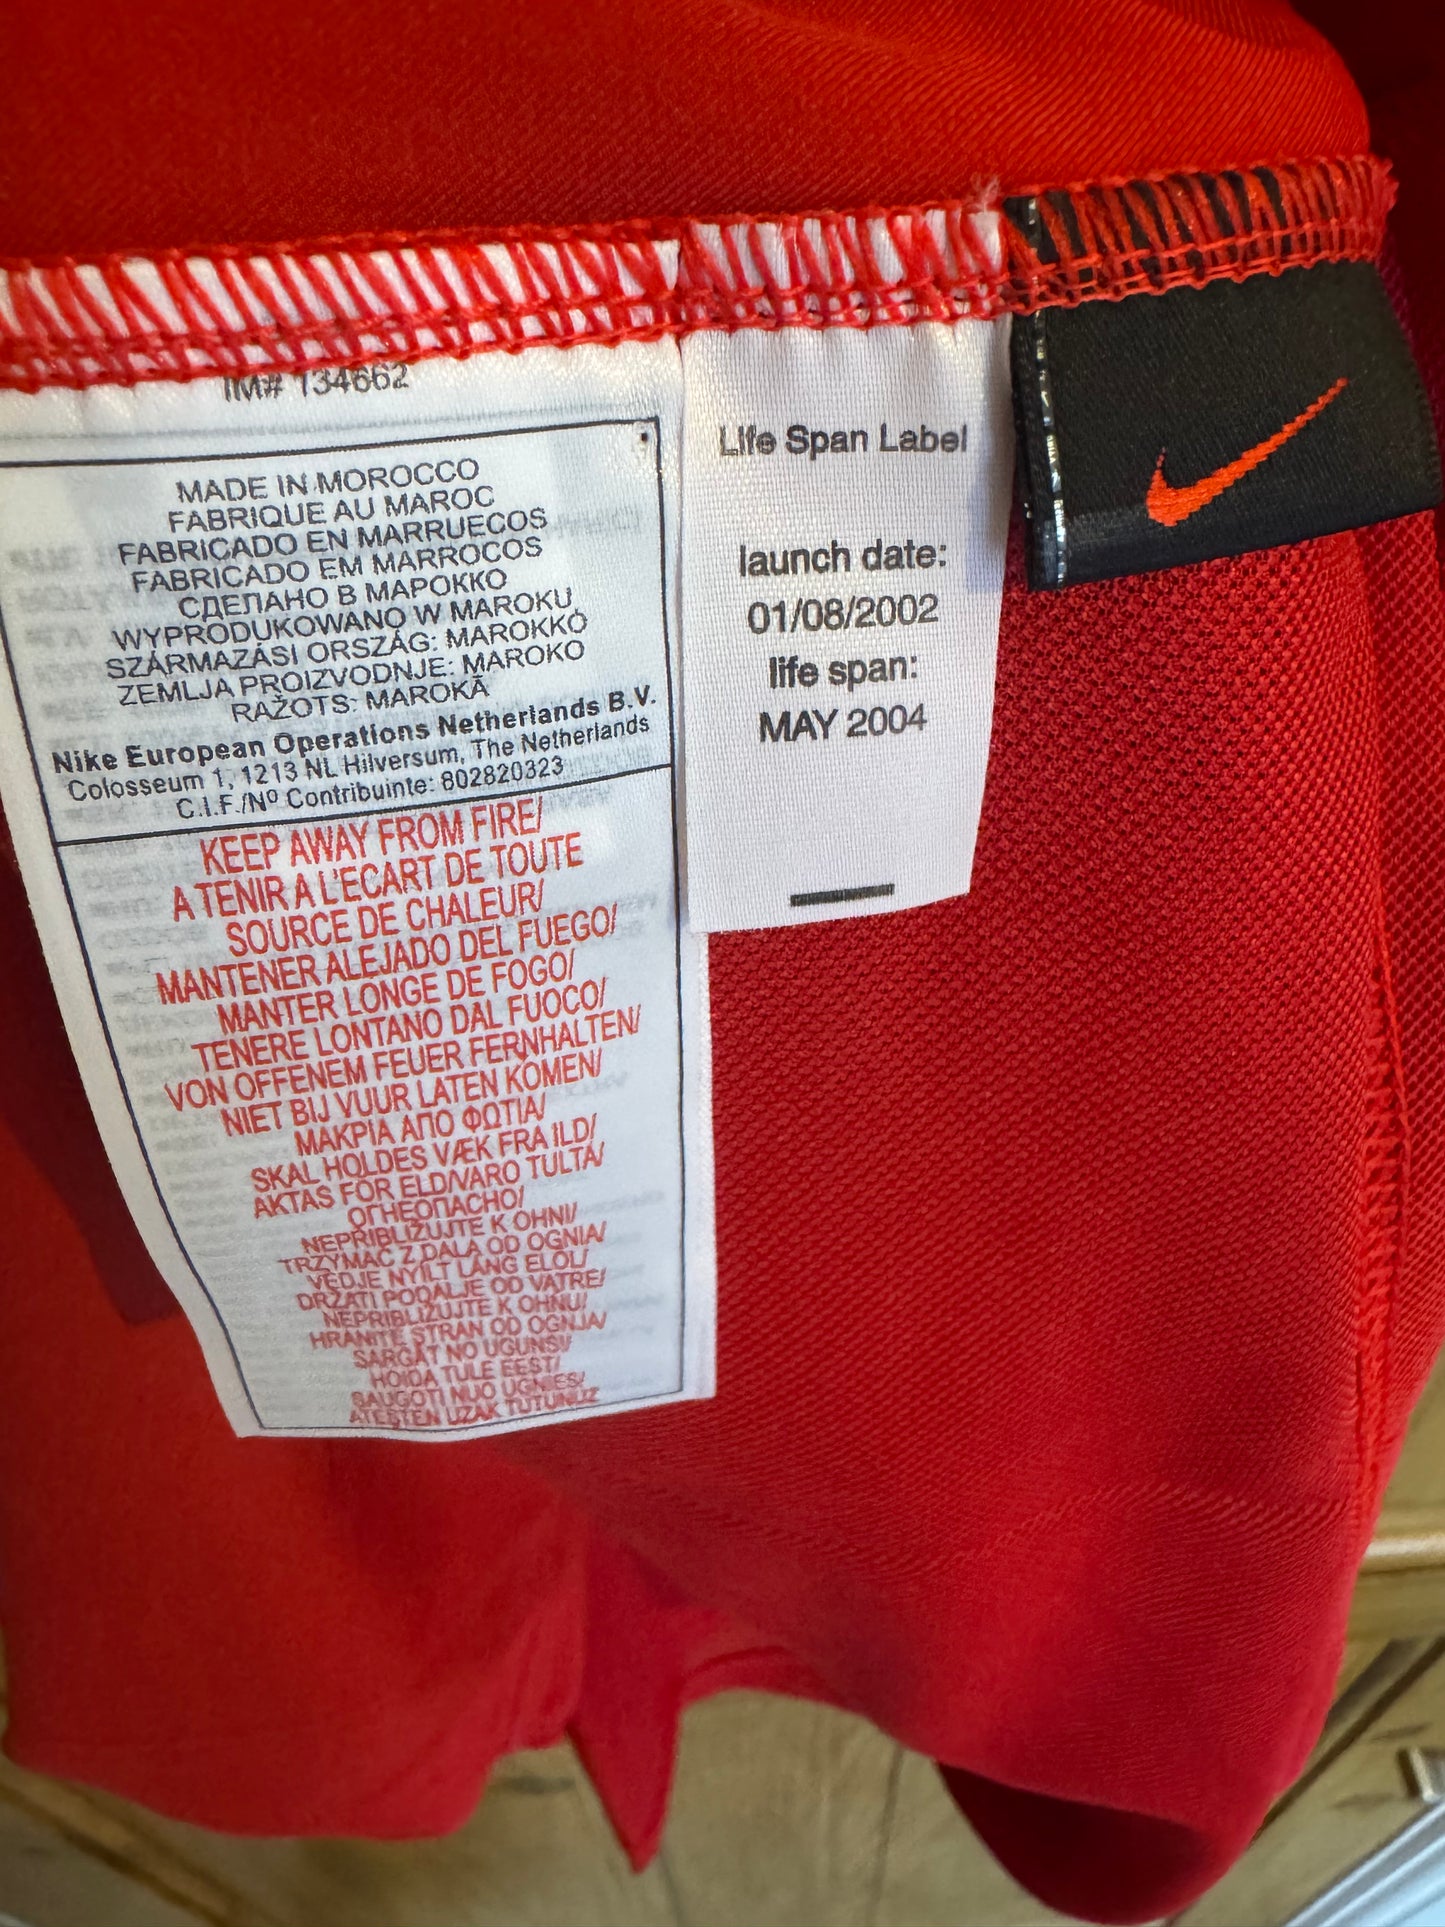 IM# 134662
MADE IN MOROCCO
FABRIQUE AU MAROC
FABRICADO EN MARRUECOS
FABRICADO EM MARROCOS
СДЕЛАНО В МАРОККО
WYPRODUKOWANO W MAROKU
SZÁRMAZÁSI ORSZÁG: MAROKKÓ
ZEMLJA PROIZVODNJE: MAROKO
RAŽOTS: MAROKĀ
Nike European Operations Netherlands B.V.
Colosseum 1, 1213 NL Hilversum, The Netherlands
C.I.F./Nº Contribuinte: 802820323
KEEP AWAY FROM FIRE/
A TENIR A L'ECART DE TOUTE
SOURCE DE CHALEUR/
MANTENER ALEJADO DEL FUEGO/
MANTER LONGE DE FOGO/
TENERE LONTANO DAL FUOCO/
VON OFFENEM FEUER FERNHALTEN/
NIET BIJ VUUR LATEN KOMEN/
ΜΑΚΡΙΑ ΑΠΟ ΦΩΤΙΑ/
SKAL HOLDES VÆK FRA ILD/
AKTAS FÖR ELD/VARO TULTA/
ОГНЕОПАСНО/
NEPRIBLIŽUJTE K OHNI/
TRZYMAĆ Z DALA OD OGNIA/
VÉDJE NYÍLT LÁNG ELÖL/
DRŽATI PODALJE OD VATRE/
NEPRIBLIŽUJTE K OHNU/
HRANITE STRAN OD OGNJA/
SARGĀT NO UGUNS/
HOIDA TULE EEST/
SAUGOTI NUO UGNIES/
ATEŞTEN UZAK TUTUNUZ
Life Span Label
launch date:
01/08/2002
life span:
MAY 2004